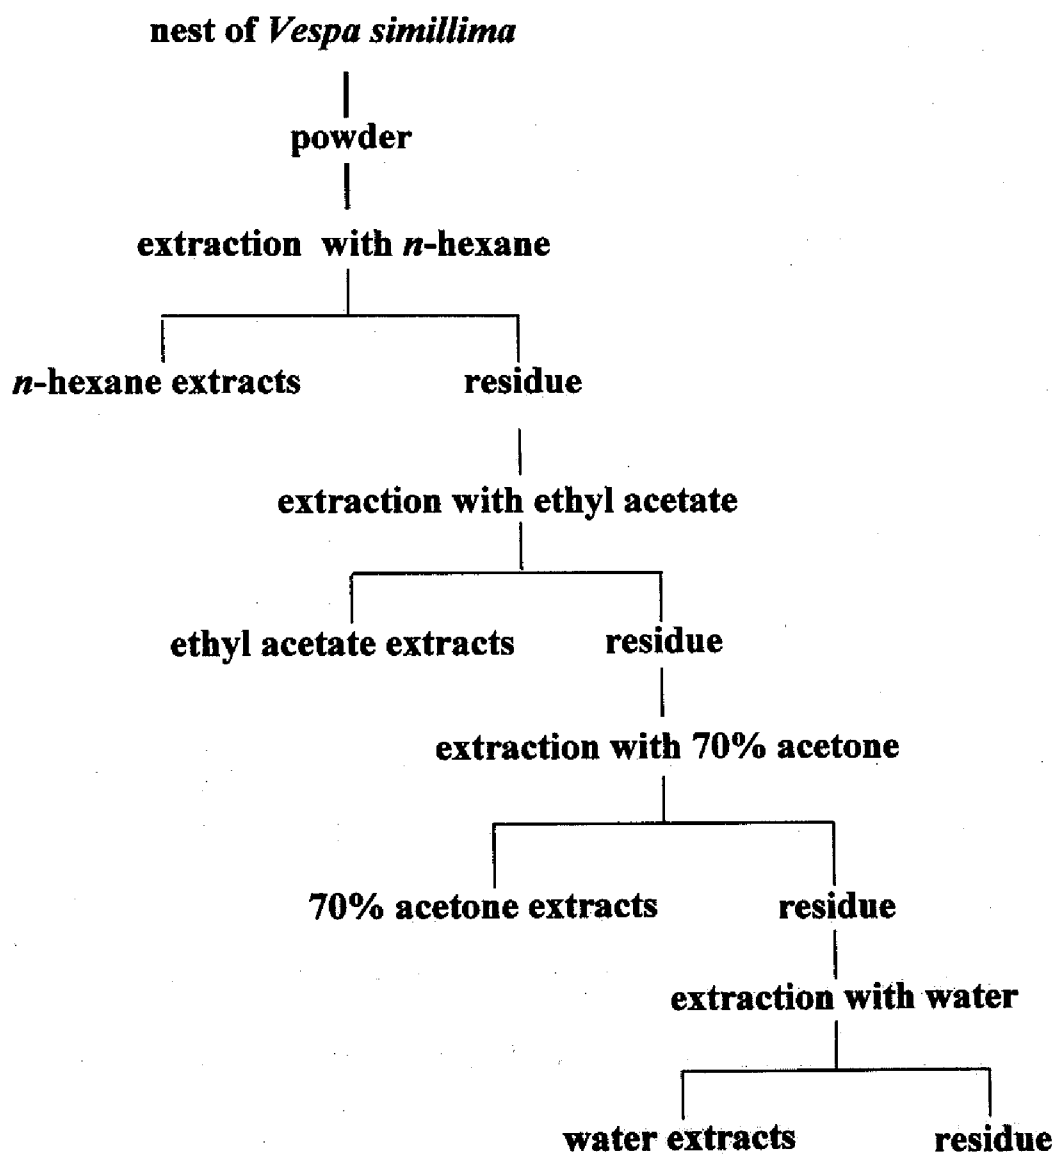 nest of Vespa simillima
powder
extraction with n-hexane
n-hexane extracts residue
extraction with ethyl acetate
ethyl acetate extracts residue
extraction with 70% acetone
70% acetone extracts residue
extraction with water
water extracts residue